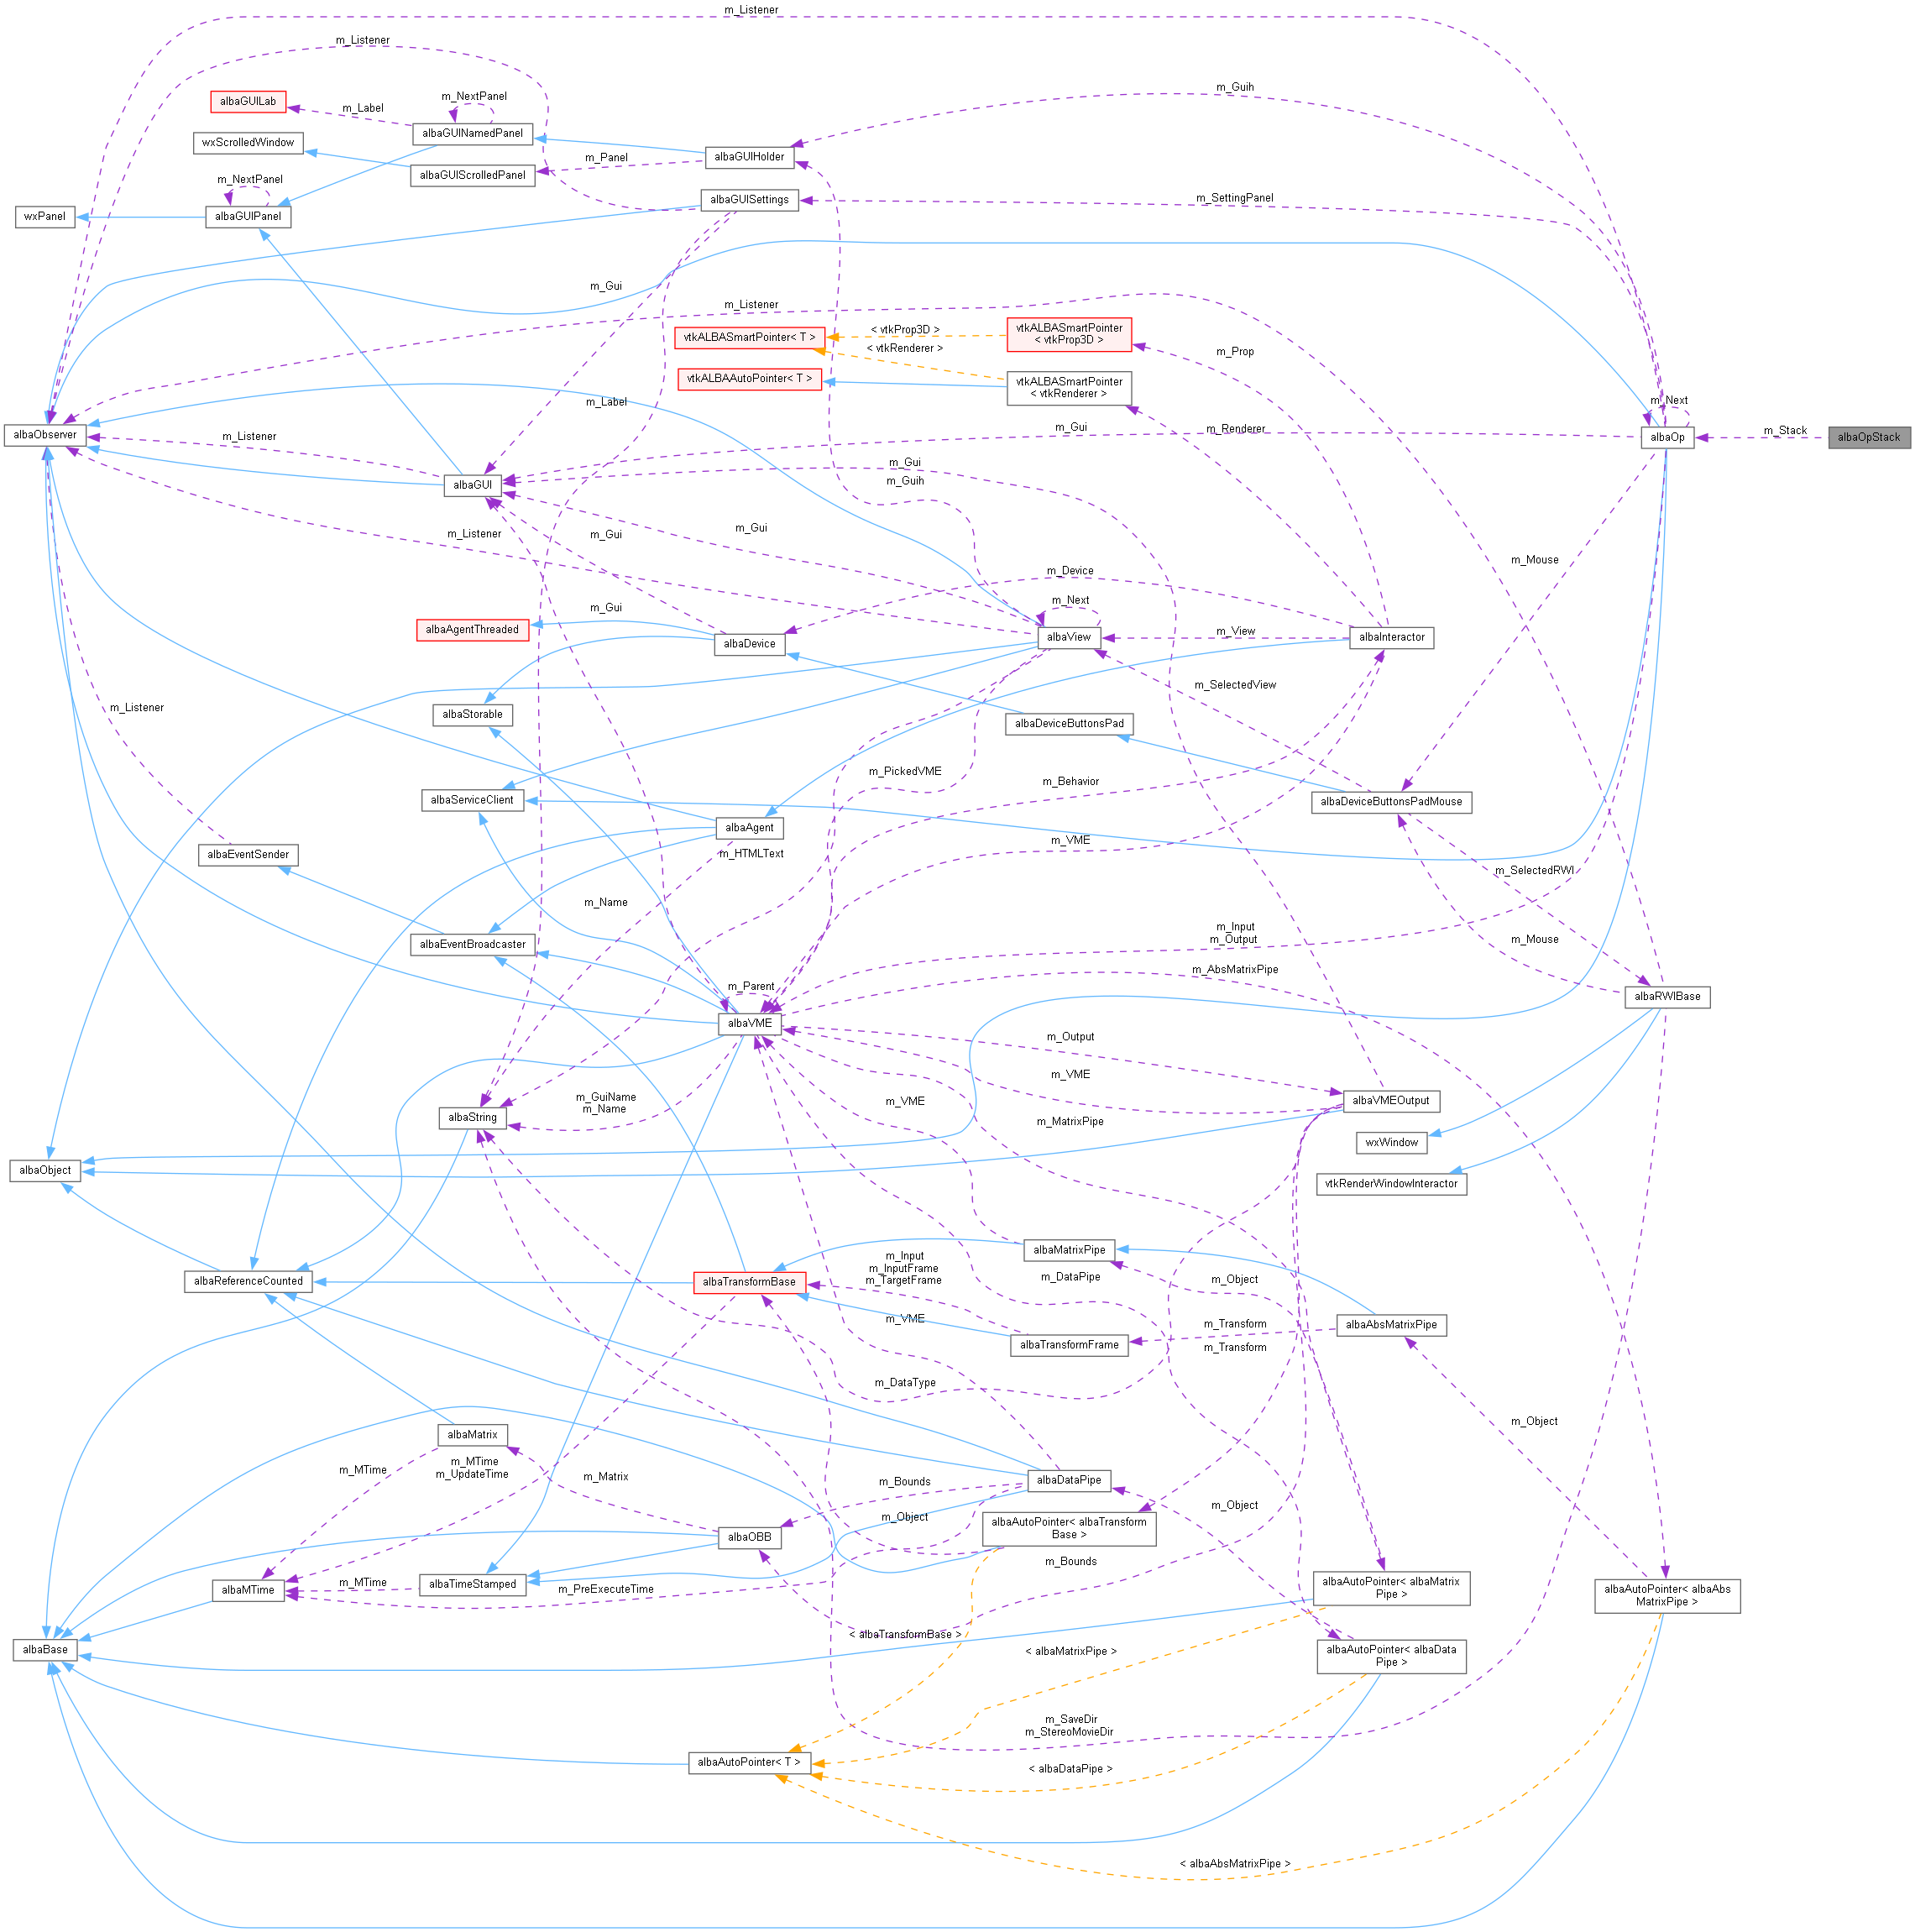 m_Listener
m_Listener
m_Guih
albaGUILab
m_Label
m_NextPanel
albaGUINamedPanel
wxScrolledWindow
m_Panel
albaGUIHolder
albaGUIScrolledPanel
m_NextPanel
m_SettingPanel
albaGUISettings
wxPanel
albaGUIPanel
m_Gui
m_Listener
< vtkProp3D >
vtkALBASmartPointer
< vtkProp3D >
vtkALBASmartPointer< T >
< vtkRenderer >
m_Prop
vtkALBAAutoPointer< T >
vtkALBASmartPointer
< vtkRenderer >
m_Label
m_Next
albaObserver
m_Listener
m_Gui
m_Renderer
albaOp
m_Stack
albaOpStack
m_Gui
m_Guih
albaGUI
m_Listener
m_Gui
m_Gui
m_Mouse
m_Device
m_Gui
m_Next
albaAgentThreaded
albaDevice
albaView
m_View
albaInteractor
m_SelectedView
m_Listener
albaStorable
albaDeviceButtonsPad
m_PickedVME
m_Behavior
albaServiceClient
albaDeviceButtonsPadMouse
albaAgent
m_VME
albaEventSender
m_HTMLText
m_SelectedRWI
m_Name
m_Input
m_Output
m_Mouse
albaEventBroadcaster
m_AbsMatrixPipe
m_Parent
albaRWIBase
albaVME
m_Output
m_VME
m_GuiName
m_Name
m_VME
albaVMEOutput
albaString
m_MatrixPipe
wxWindow
albaObject
vtkRenderWindowInteractor
albaMatrixPipe
m_Input
m_InputFrame
m_TargetFrame
albaReferenceCounted
albaTransformBase
m_DataPipe
m_Object
m_VME
m_Transform
albaAbsMatrixPipe
albaTransformFrame
m_Transform
m_DataType
m_Object
albaMatrix
m_MTime
m_MTime
m_UpdateTime
m_Matrix
m_Bounds
albaDataPipe
m_Object
m_Object
albaAutoPointer< albaTransform
Base >
albaOBB
m_Bounds
albaMTime
m_MTime
albaTimeStamped
m_PreExecuteTime
albaAutoPointer< albaMatrix
Pipe >
albaAutoPointer< albaAbs
MatrixPipe >
albaBase
< albaTransformBase >
< albaMatrixPipe >
albaAutoPointer< albaData
Pipe >
m_SaveDir
m_StereoMovieDir
albaAutoPointer< T >
< albaDataPipe >
< albaAbsMatrixPipe >